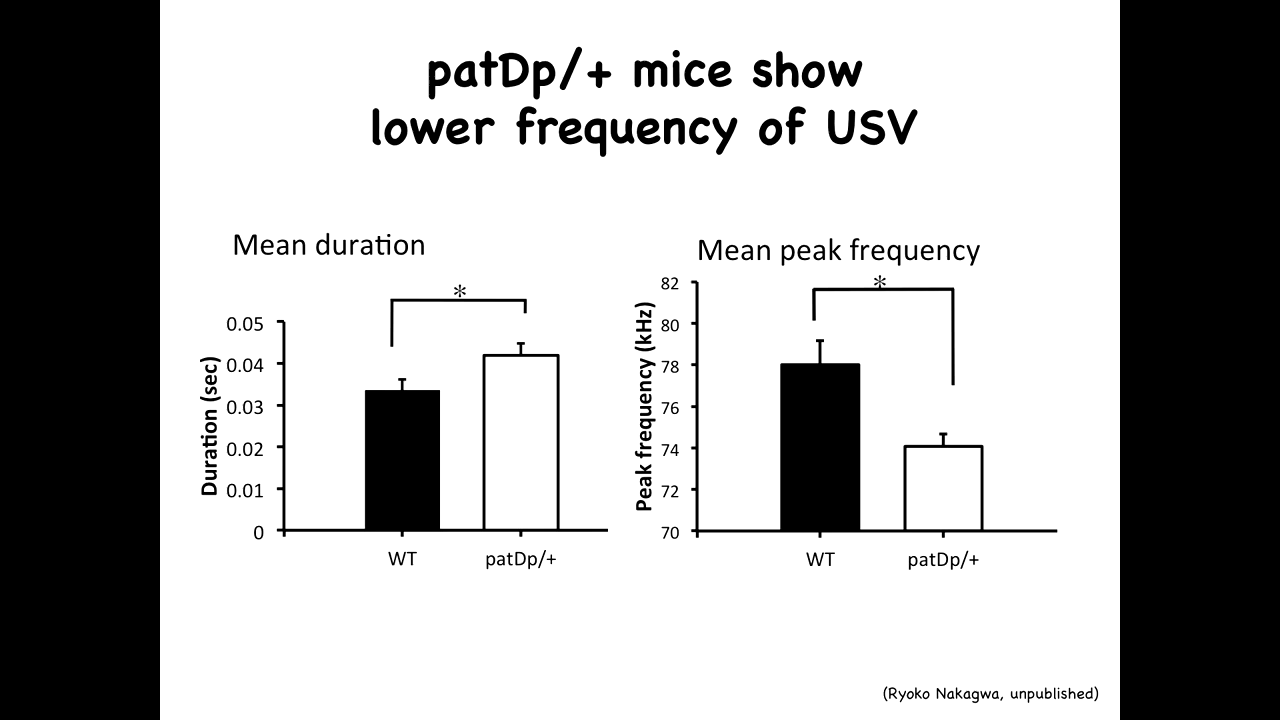 patDp/+ mice show
lower frequency of USV
Mean duration
*
0.05
0.04
0.03
0.02
0.01
0
Duration (sec)
WT patDp/+
Mean peak frequency
*
82
80
78
76
74
72
70
Peak frequency (kHz)
WT patDp/+
(Ryoko Nakagwa, unpublished)